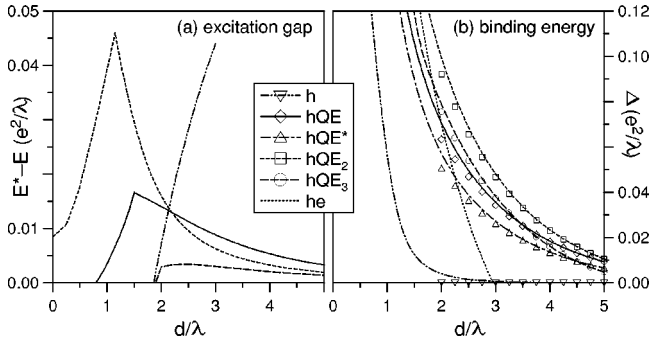 0.05
0.04
0.03
0.02
0.01
0.00
E*−E (e²/λ)
(a) excitation gap
0 1 2 3 4 5
d/λ
h
hQE
hQE*
hQE₂
hQE₃
he
(b) binding energy
0 1 2 3 4 5
d/λ
0.12
0.10
0.08
0.06
0.04
0.02
0.00
Δ (e²/λ)